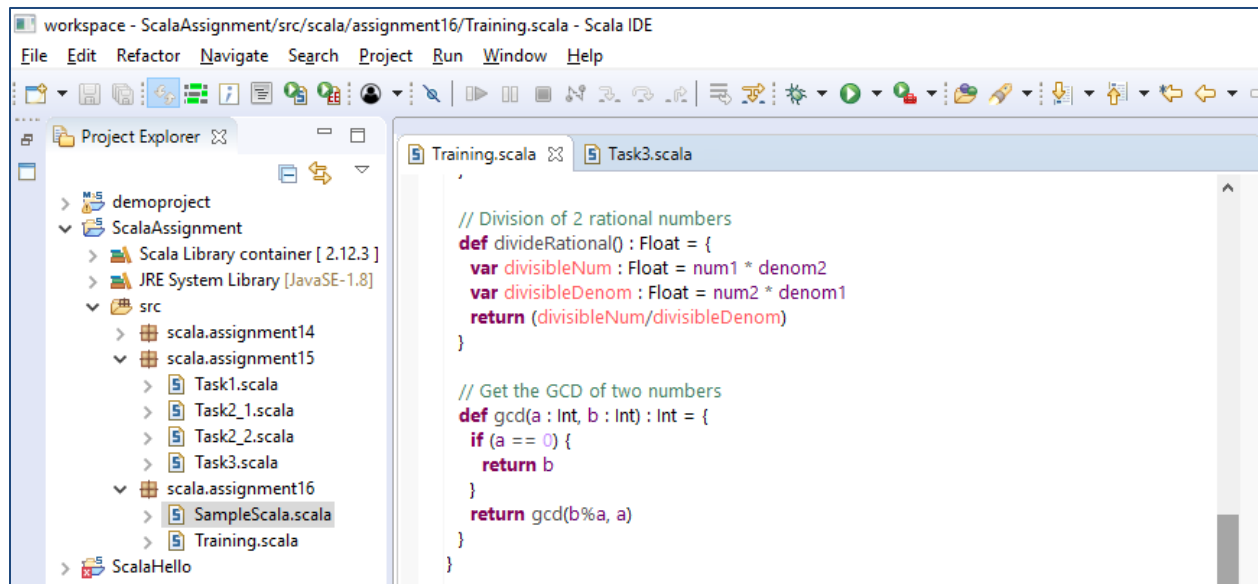 workspace - ScalaAssignment/src/scala/assignment16/Training.scala - Scala IDE
File Edit Refactor Navigate Search Project Run Window Help
Project Explorer
demoproject
ScalaAssignment
Scala Library container [ 2.12.3 ]
JRE System Library [JavaSE-1.8]
src
scala.assignment14
scala.assignment15
Task1.scala
Task2_1.scala
Task2_2.scala
Task3.scala
scala.assignment16
SampleScala.scala
Training.scala
ScalaHello
Training.scala Task3.scala
}
// Division of 2 rational numbers
def divideRational() : Float = {
var divisibleNum : Float = num1 * denom2
var divisibleDenom : Float = num2 * denom1
return (divisibleNum/divisibleDenom)
}
// Get the GCD of two numbers
def gcd(a : Int, b : Int) : Int = {
if (a == 0) {
return b
}
return gcd(b%a, a)
}
}